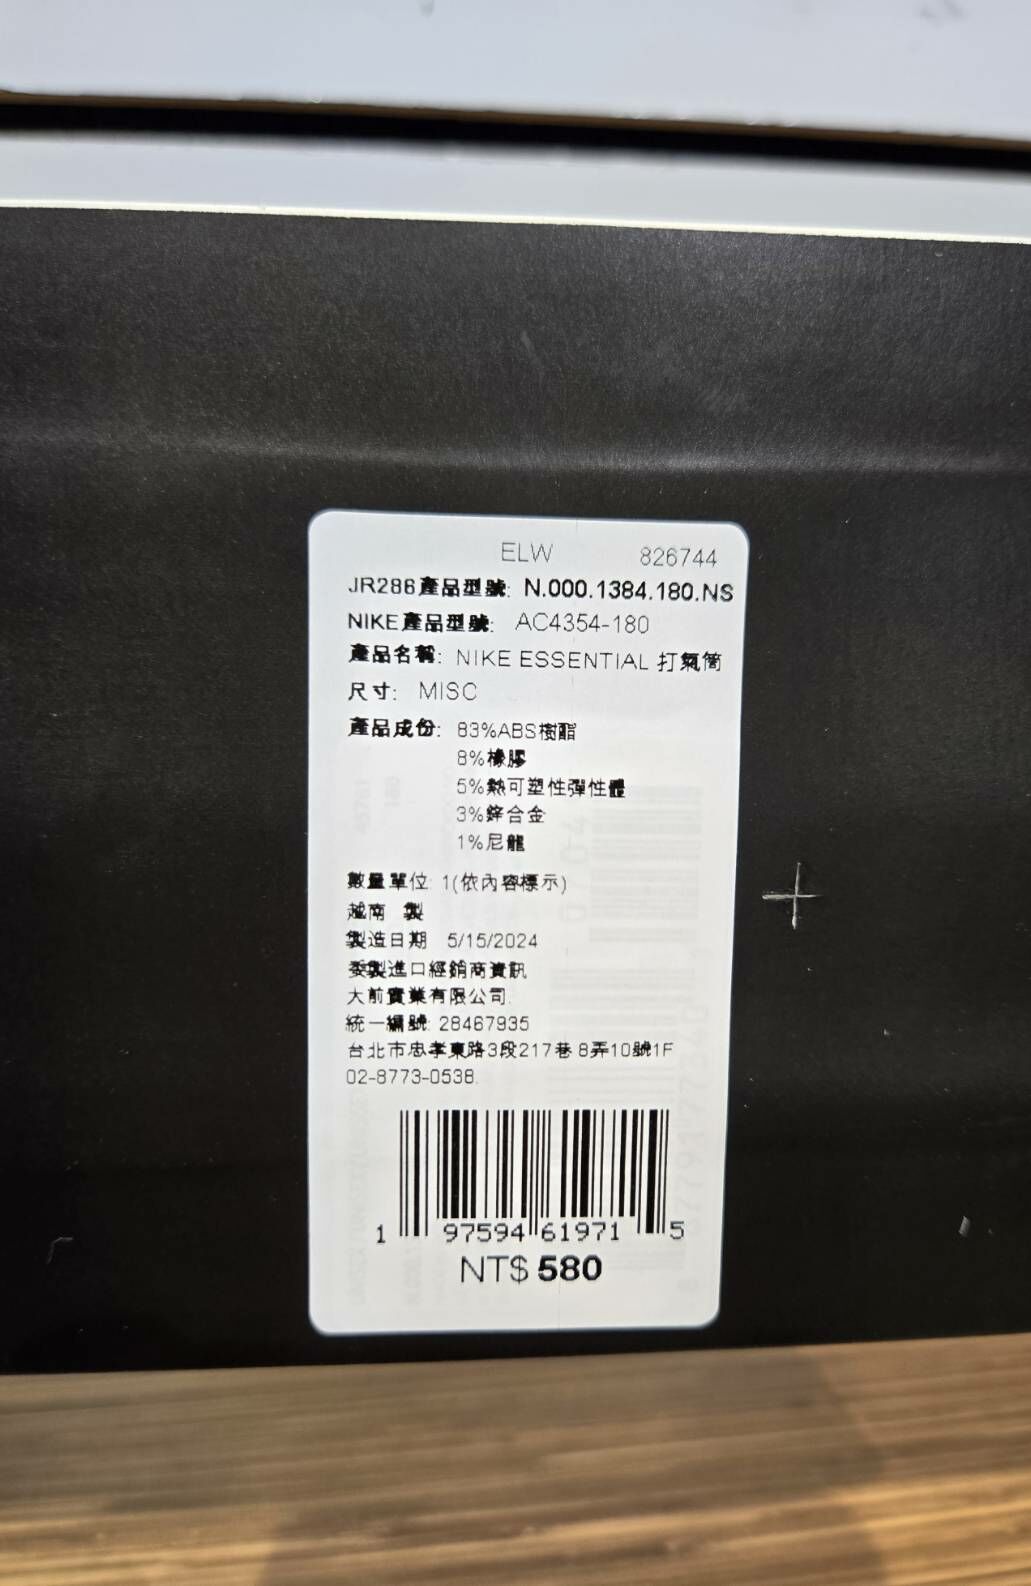 ELW 826744
JR286產品型號: N.000.1384.180.NS
NIKE產品型號: AC4354-180
產品名稱: NIKE ESSENTIAL 打氣筒
尺寸: MISC
產品成份: 83%ABS樹酯
8%橡膠
5%熱可塑性彈性體
3%鋅合金
1%尼龍
數量單位: 1(依內容標示)
越南 製
製造日期 5/15/2024
委製進口經銷商資訊
大前實業有限公司
統一編號: 28467935
台北市忠孝東路3段217巷 8弄10號1F
02-8773-0538.
1 97594 61971 5
NT$ 580